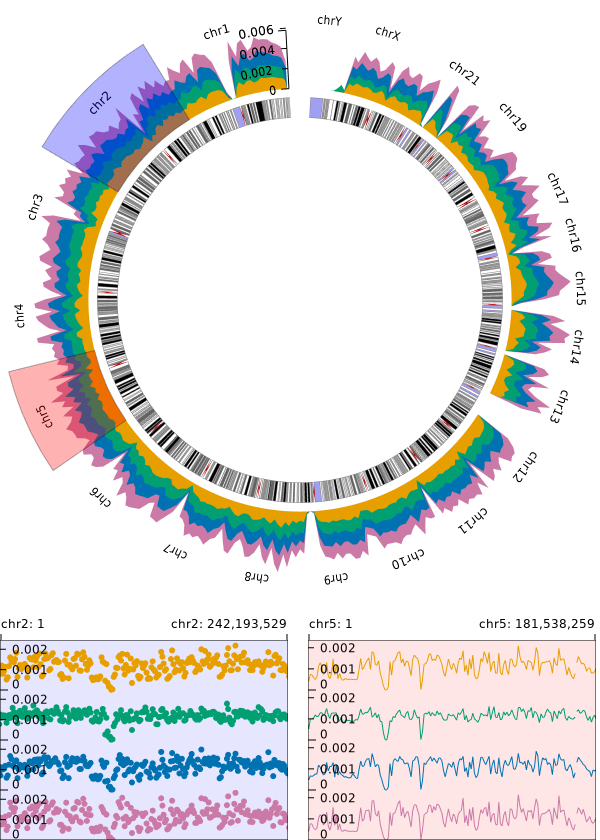 chrY
chr1
0.006
0.004
0.002
0
chrX
chr21
chr19
chr17
chr16
chr15
chr14
chr13
chr12
chr11
chr10
chr9
chr8
chr7
chr6
chr5
chr4
chr3
chr2
chr2: 1
chr2: 242,193,529
chr5: 1
chr5: 181,538,259
0.002
0.001
0
0.002
0.001
0
0.002
0.001
0
0.002
0.001
0
0.002
0.001
0
0.002
0.001
0
0.002
0.001
0
0.002
0.001
0